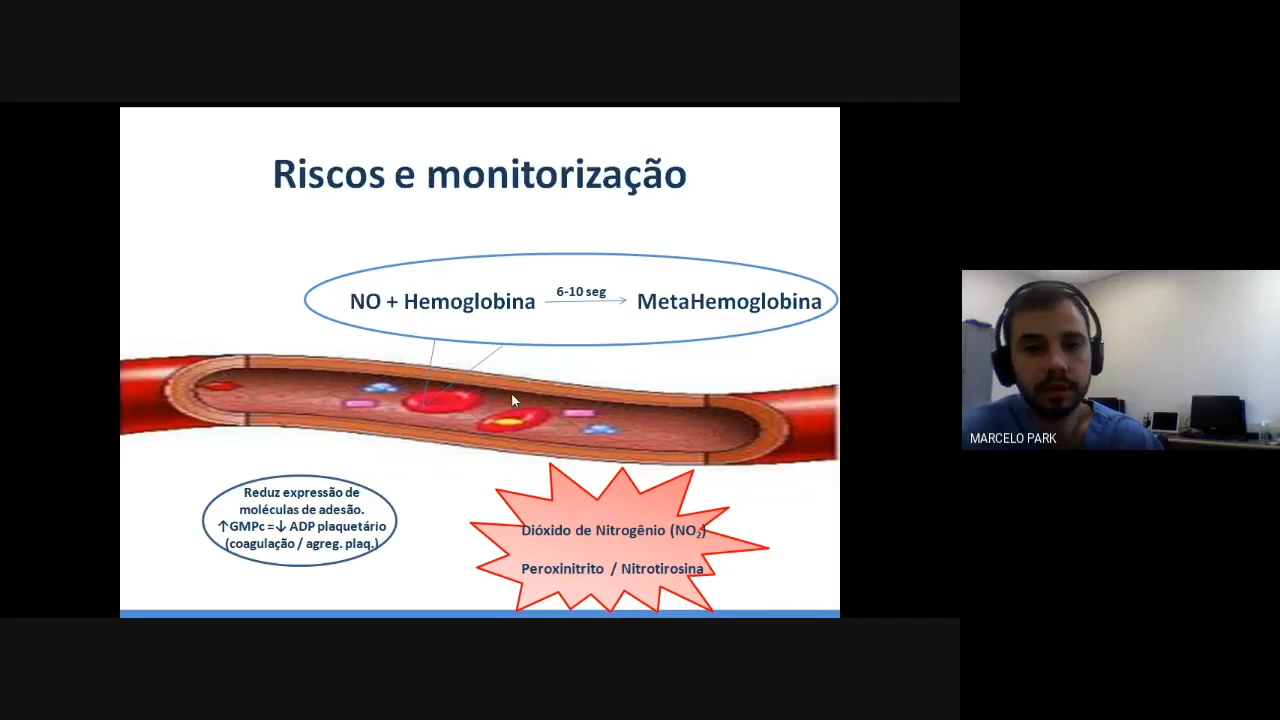 Riscos e monitorização
6-10 seg
NO + Hemoglobina MetaHemoglobina
Reduz expressão de
moléculas de adesão.
↑GMPc =↓ ADP plaquetário
(coagulação / agreg. plaq.)
Dióxido de Nitrogênio (NO₂)
Peroxinitrito / Nitrotirosina
MARCELO PARK